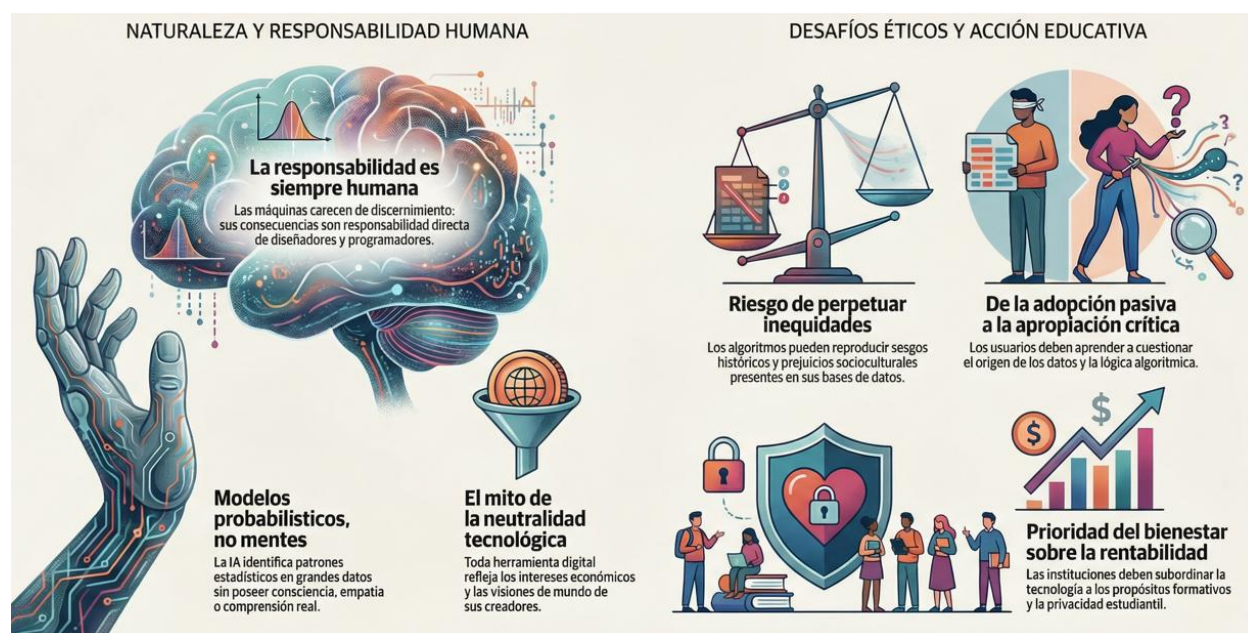 NATURALEZA Y RESPONSABILIDAD HUMANA
La responsabilidad es
siempre humana
Las máquinas carecen de discernimiento:
sus consecuencias son responsabilidad directa
de diseñadores y programadores.
Modelos
probabilísticos,
no mentes
La IA identifica patrones
estadísticos en grandes datos
sin poseer consciencia, empatia
o comprensión real.
El mito de
la neutralidad
tecnológica
Toda herramienta digital
refleja los intereses económicos
y las visiones de mundo de
sus creadores.
DESAFÍOS ÉTICOS Y ACCIÓN EDUCATIVA
Riesgo de perpetuar
inequidades
Los algoritmos pueden reproducir sesgos
históricos y prejuicios socioculturales
presentes en sus bases de datos.
De la adopción pasiva
a la apropiación crítica
Los usuarios deben aprender a cuestionar
el origen de los datos y la lógica algorítmica.
?
?
?
?
$
$
Prioridad del bienestar
sobre la rentabilidad
Las instituciones deben subordinar la
tecnología a los propósitos formativos
y la privacidad estudiantil.